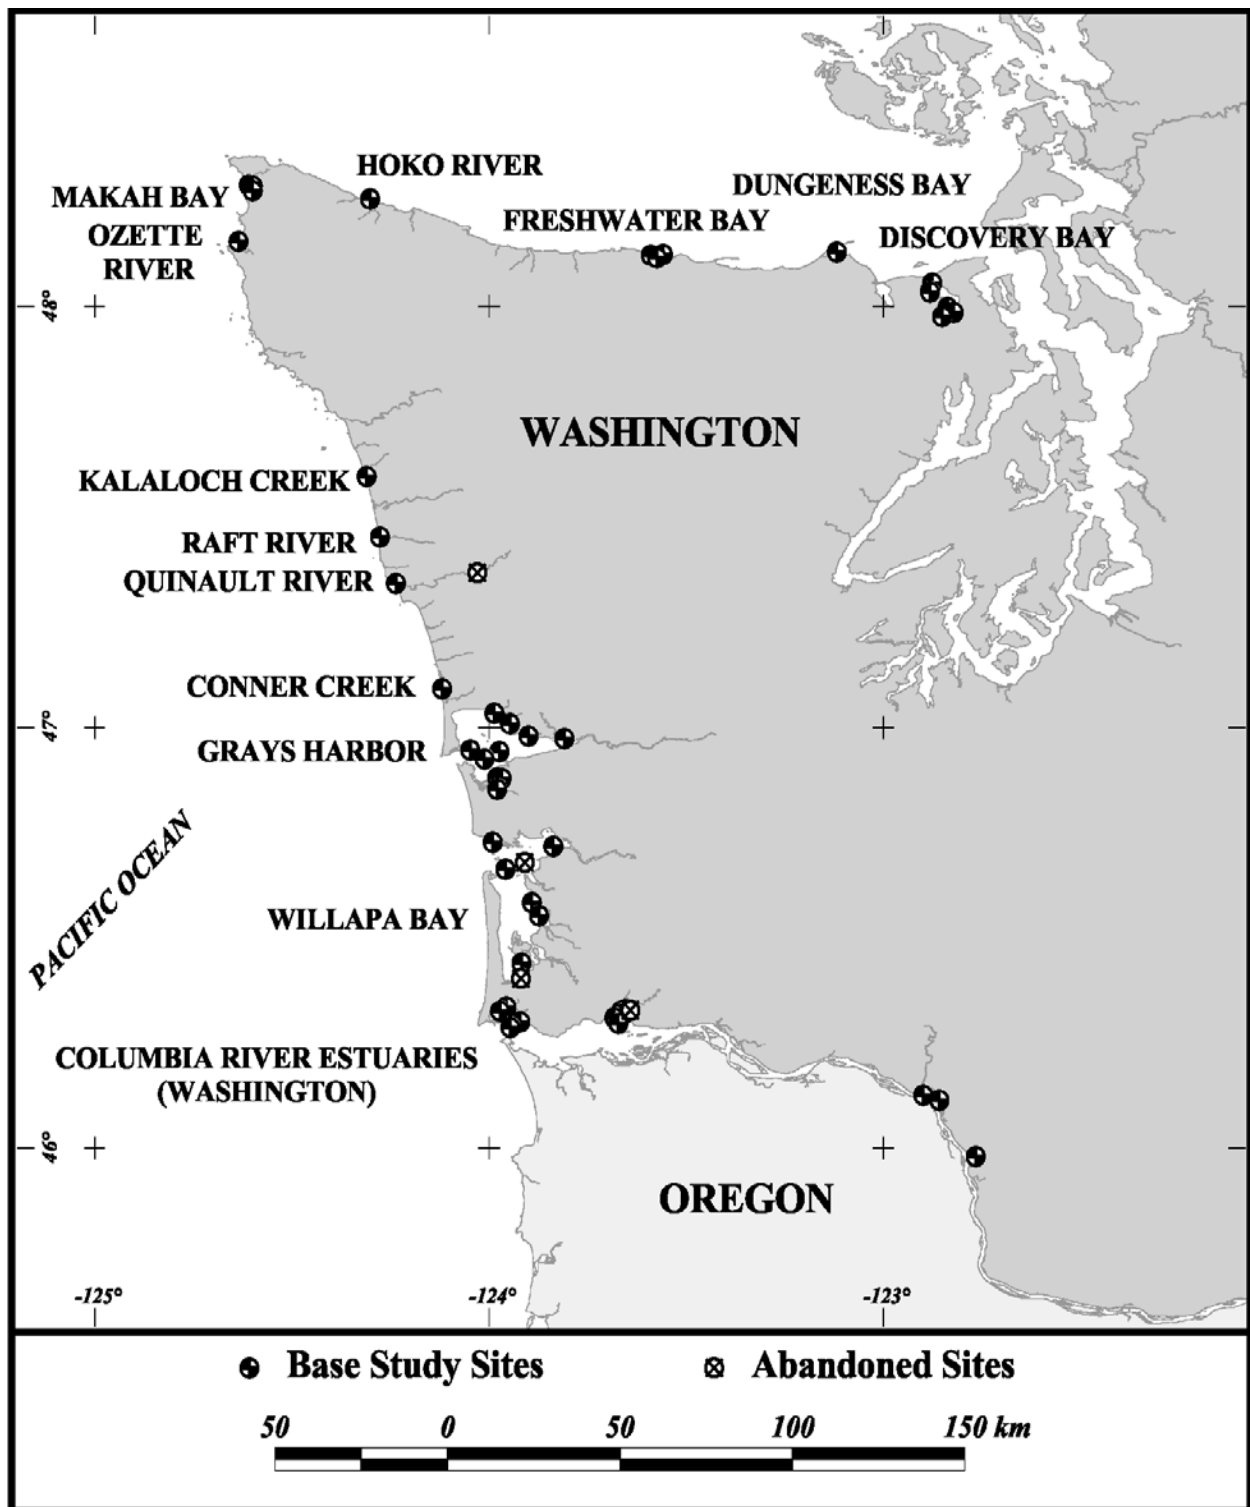 HOKO RIVER
DUNGENESS BAY
MAKAH BAY
FRESHWATER BAY
OZETTE
RIVER
DISCOVERY BAY
48°
WASHINGTON
KALALOCH CREEK
RAFT RIVER
QUINAULT RIVER
CONNER CREEK
47°
GRAYS HARBOR
PACIFIC OCEAN
WILLAPA BAY
COLUMBIA RIVER ESTUARIES
(WASHINGTON)
46°
OREGON
-125° -124° -123°
Base Study Sites Abandoned Sites
50 0 50 100 150 km